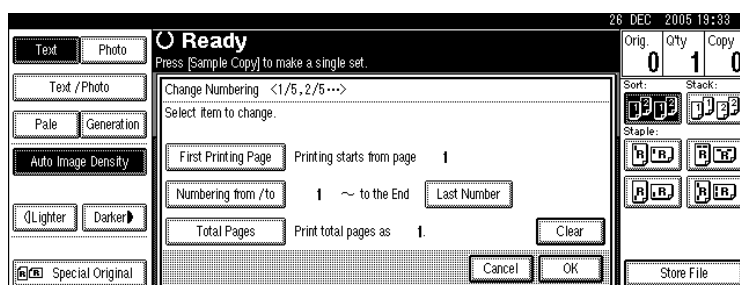 26 DEC 2005 19:33
Text Photo
Text / Photo
Pale Generation
Auto Image Density
Lighter Darker
Special Original
Ready
Press [Sample Copy] to make a single set.
Orig. Q'ty Copy
0 1 0
Change Numbering <1/5,2/5···>
Select item to change.
First Printing Page Printing starts from page 1
Numbering from /to 1 ~ to the End Last Number
Total Pages Print total pages as 1. Clear
Cancel OK
Sort: Stack:
Staple:
Store File